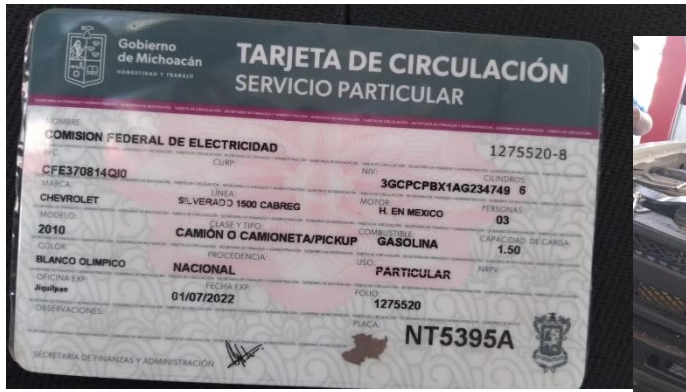 Gobierno
de Michoacán
HONESTIDAD Y TRABAJO
TARJETA DE CIRCULACIÓN
SERVICIO PARTICULAR
NOMBRE:
COMISION FEDERAL DE ELECTRICIDAD
1275520-8
RFC:
CURP:
NIV:
CILINDROS:
CFE370814QI0
3GCPCPBX1AG234749 6
MARCA:
LÍNEA:
MOTOR:
PERSONAS:
CHEVROLET
SILVERADO 1500 CABREG
H. EN MEXICO
03
MODELO:
CLASE Y TIPO:
COMBUSTIBLE:
CAPACIDAD DE CARGA:
2010
CAMIÓN O CAMIONETA/PICKUP
GASOLINA
1.50
COLOR:
PROCEDENCIA:
USO:
NRPV:
BLANCO OLIMPICO
NACIONAL
PARTICULAR
OFICINA EXP:
FECHA EXP:
FOLIO:
Jiquilpan
01/07/2022
1275520
OBSERVACIONES:
PLACA:
NT5395A
SECRETARÍA DE FINANZAS Y ADMINISTRACIÓN